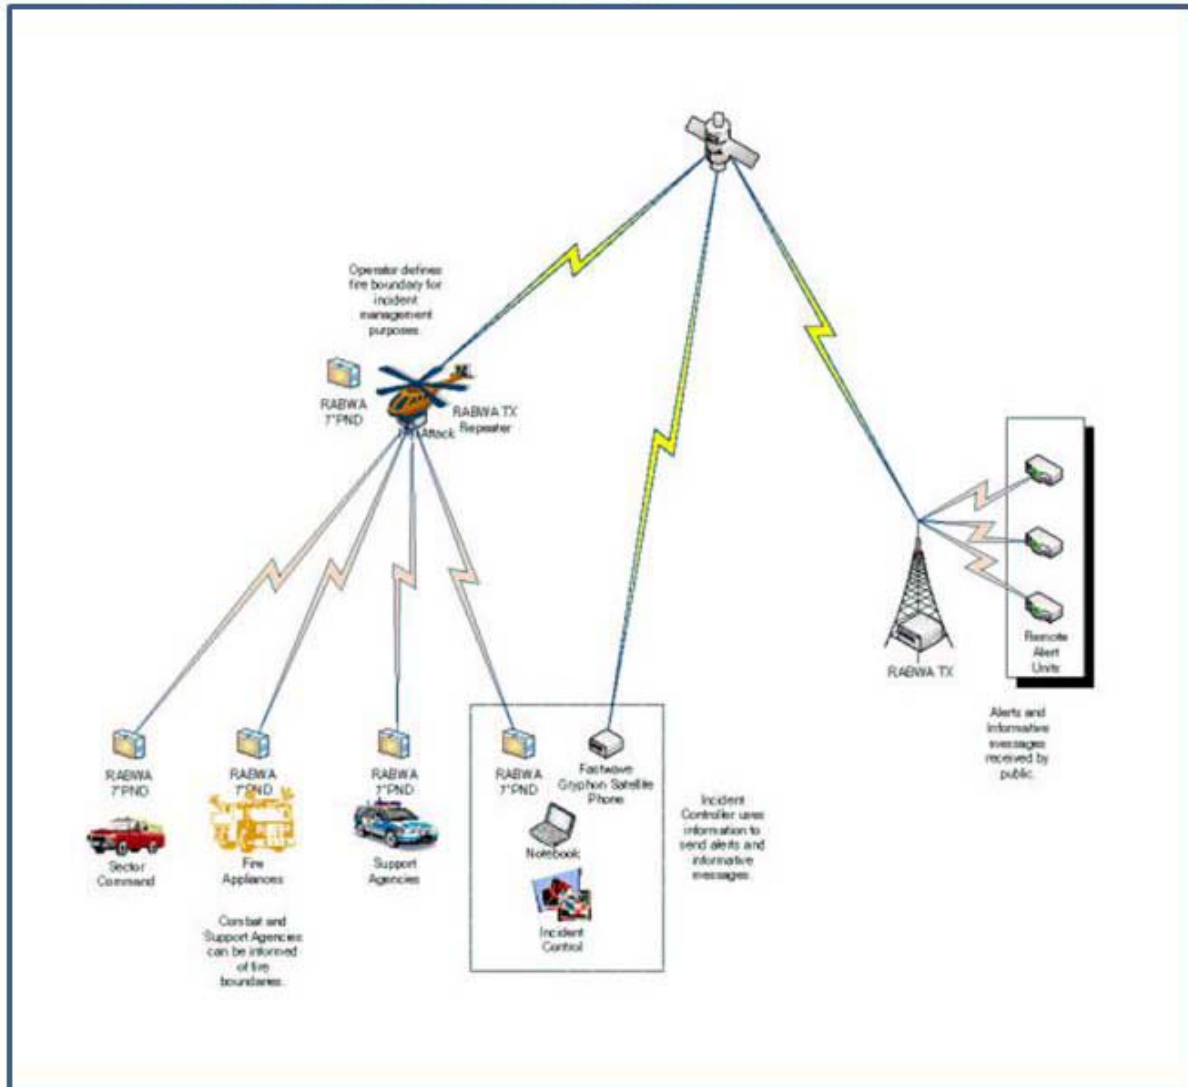 Operator defines
fire boundary for
incident
management
purposes.
RABWA
7"PND
RABWA TX
Repeater
Attack
RABWA TX
Remote
Alert
Units
Alerts and
Informative
messages
received by
public.
RABWA
7"PND
Sector
Command
RABWA
7"PND
Fire
Appliances
Combat and
Support Agencies
can be informed
of fire
boundaries.
RABWA
7"PND
Support
Agencies
RABWA
7"PND
Fastwave
Gryphon Satellite
Phone
Notebook
Incident
Control
Incident
Controller uses
information to
send alerts and
informative
messages.